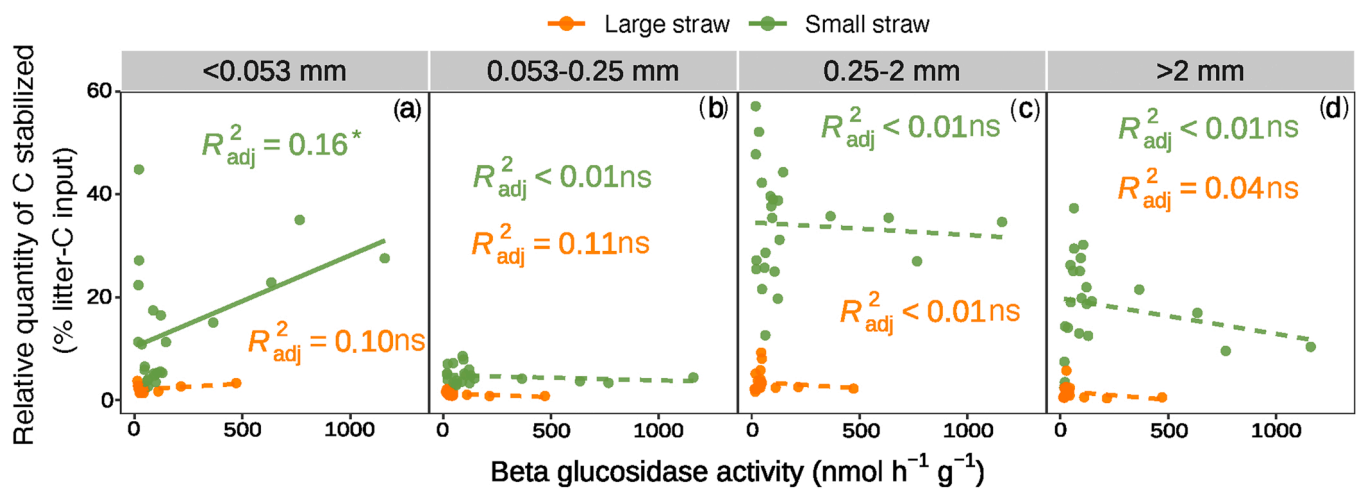 Large straw Small straw
<0.053 mm 0.053-0.25 mm 0.25-2 mm >2 mm
Relative quantity of C stabilized
(% litter-C input)
60
40
20
0
(a)
R²adj = 0.16*
R²adj = 0.10ns
(b)
R²adj < 0.01ns
R²adj = 0.11ns
(c)
R²adj < 0.01ns
R²adj < 0.01ns
(d)
R²adj < 0.01ns
R²adj = 0.04ns
0 500 1000 0 500 1000 0 500 1000 0 500 1000
Beta glucosidase activity (nmol h⁻¹ g⁻¹)